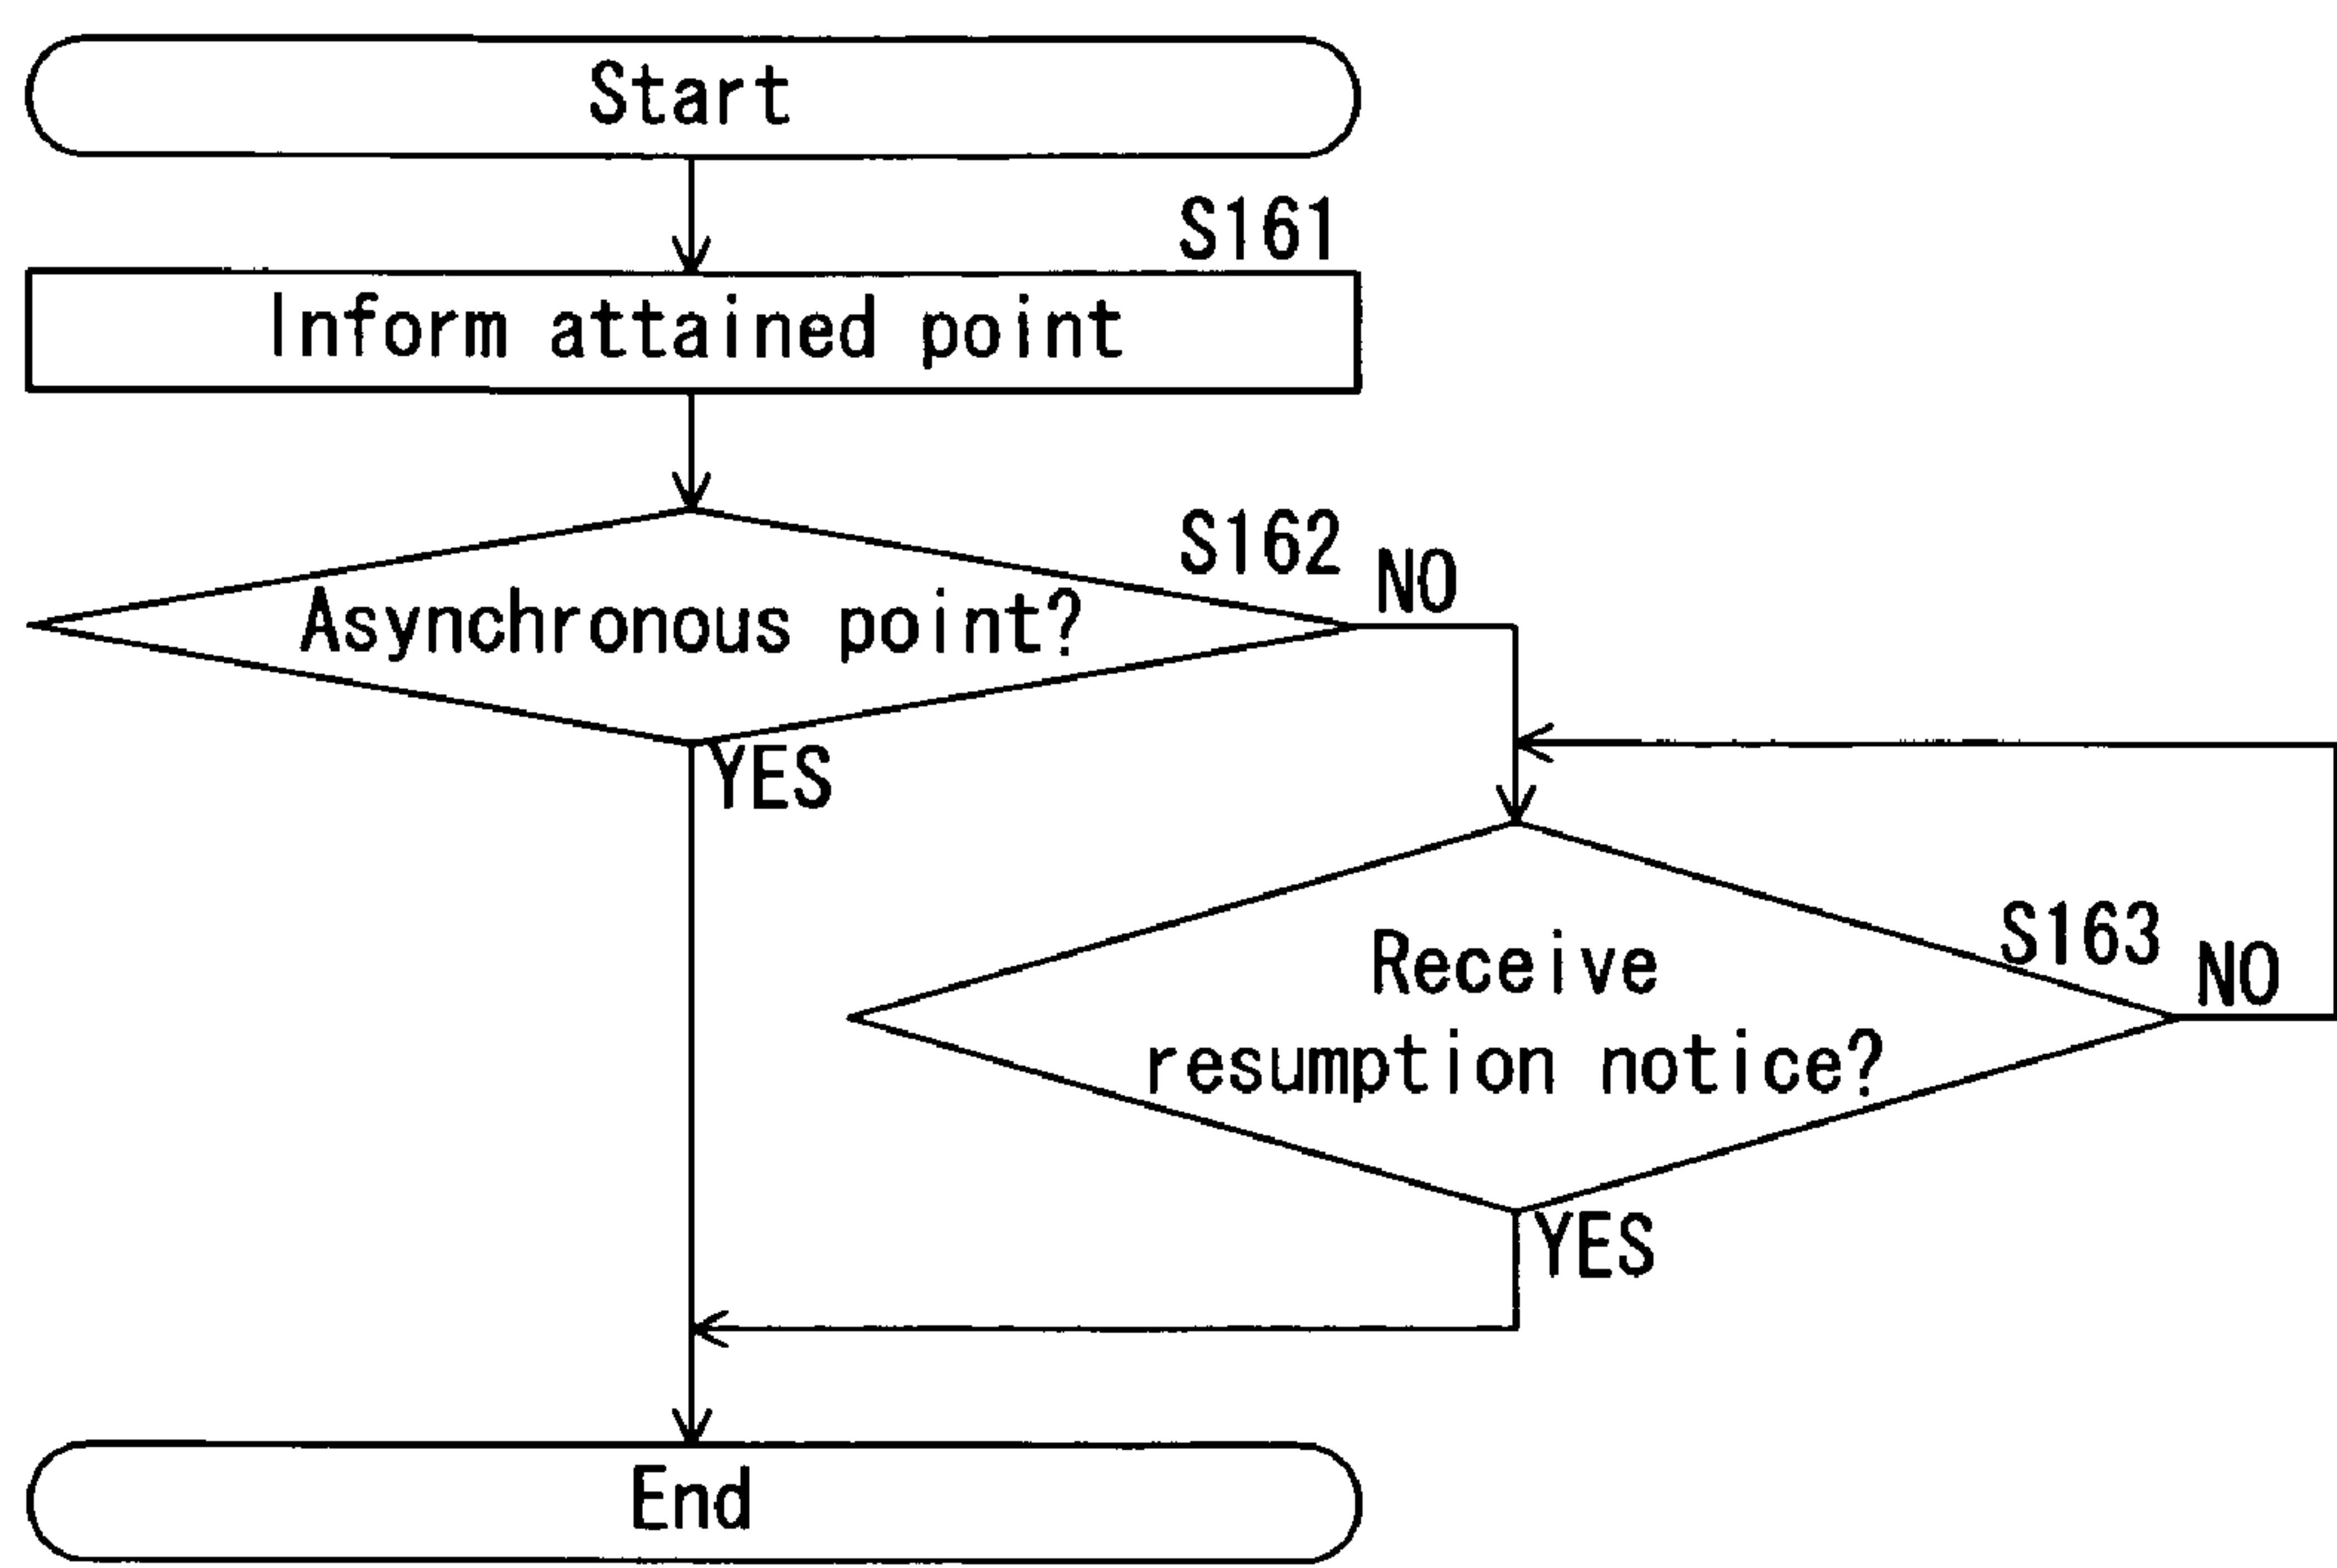 Start
S161
Inform attained point
S162
NO
Asynchronous point?
YES
S163
NO
Receive
resumption notice?
YES
End